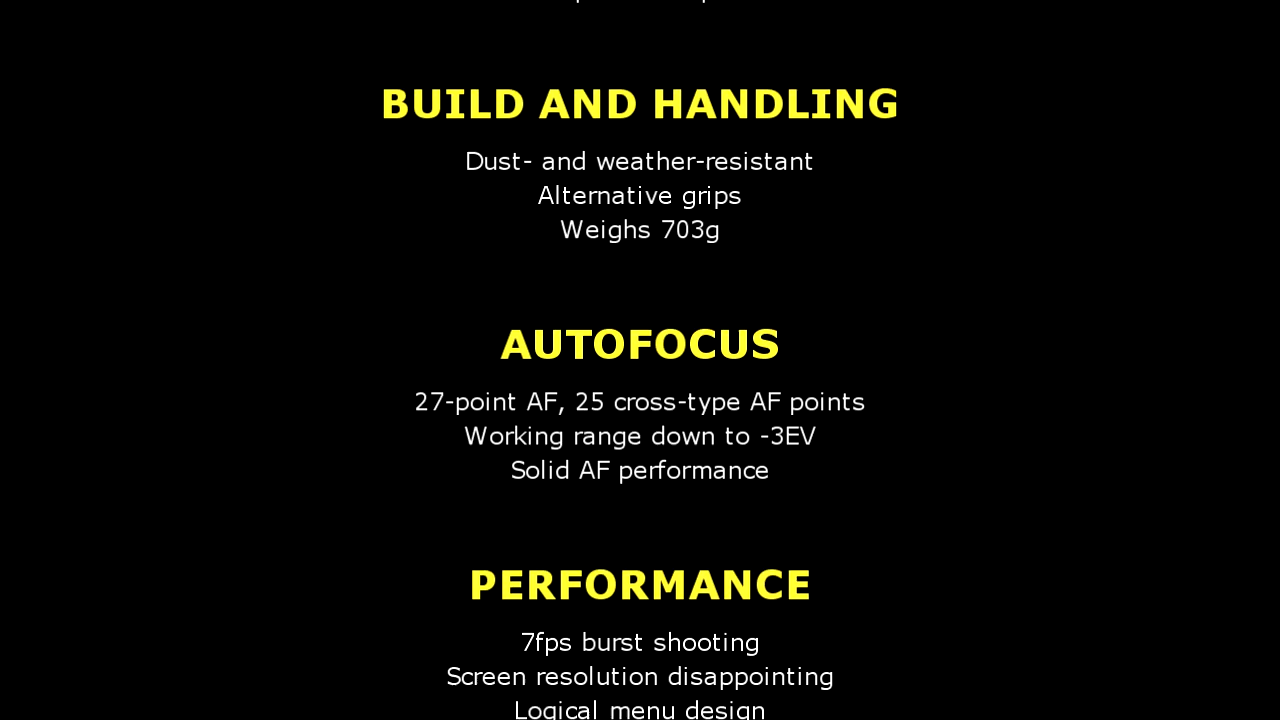 BUILD AND HANDLING
Dust- and weather-resistant
Alternative grips
Weighs 703g
AUTOFOCUS
27-point AF, 25 cross-type AF points
Working range down to -3EV
Solid AF performance
PERFORMANCE
7fps burst shooting
Screen resolution disappointing
Logical menu design